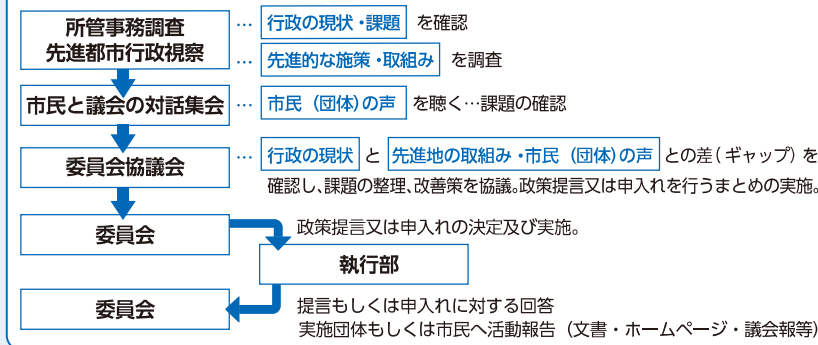 所管事務調査
先進都市行政視察
… 行政の現状・課題 を確認
… 先進的な施策・取組み を調査
市民と議会の対話集会 … 市民（団体）の声 を聴く…課題の確認
委員会協議会 … 行政の現状 と 先進地の取組み・市民（団体）の声 との差（ギャップ）を
確認し、課題の整理、改善策を協議。政策提言又は申入れを行うまとめの実施。
委員会 政策提言又は申入れの決定及び実施。
執行部
委員会 提言もしくは申入れに対する回答
実施団体もしくは市民へ活動報告（文書・ホームページ・議会報等）